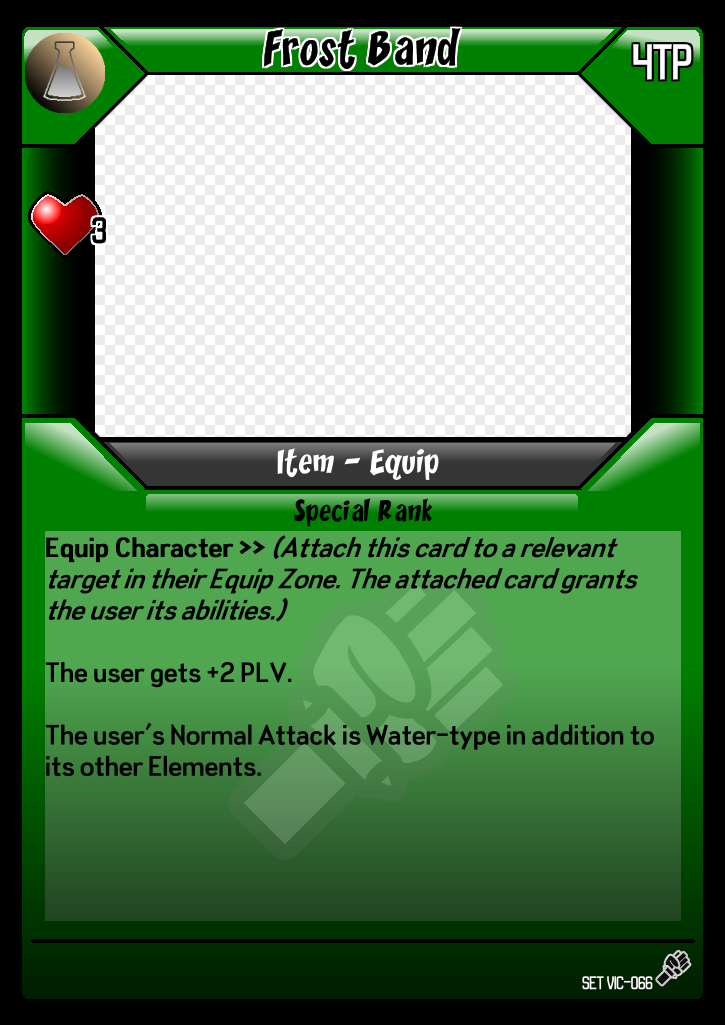 Frost Band
4TP
3
Item - Equip
Special Rank
Equip Character >> (Attach this card to a relevant
target in their Equip Zone. The attached card grants
the user its abilities.)
The user gets +2 PLV.
The user's Normal Attack is Water-type in addition to
its other Elements.
SET VIC-066